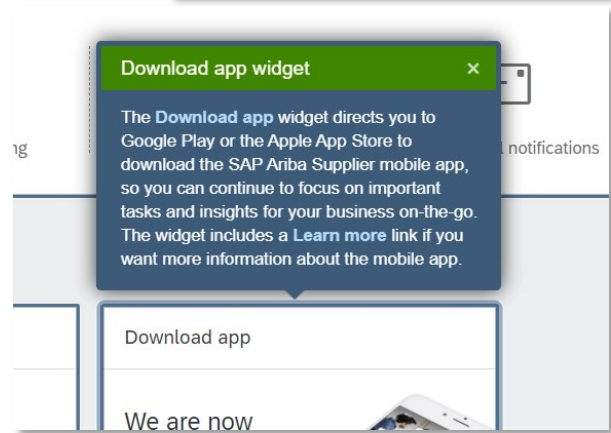 Download app widget ×
The Download app widget directs you to
Google Play or the Apple App Store to
download the SAP Ariba Supplier mobile app,
so you can continue to focus on important
tasks and insights for your business on-the-go.
The widget includes a Learn more link if you
want more information about the mobile app.
ng
notifications
Download app
We are now